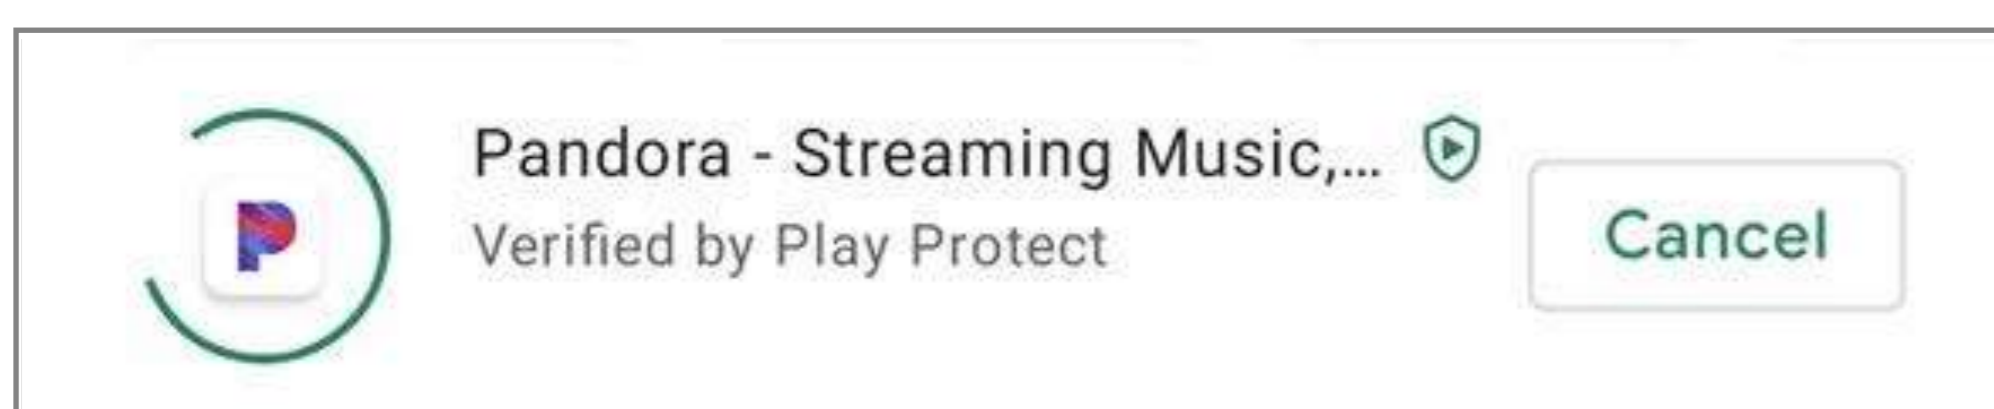 Pandora - Streaming Music,...
Verified by Play Protect
Cancel